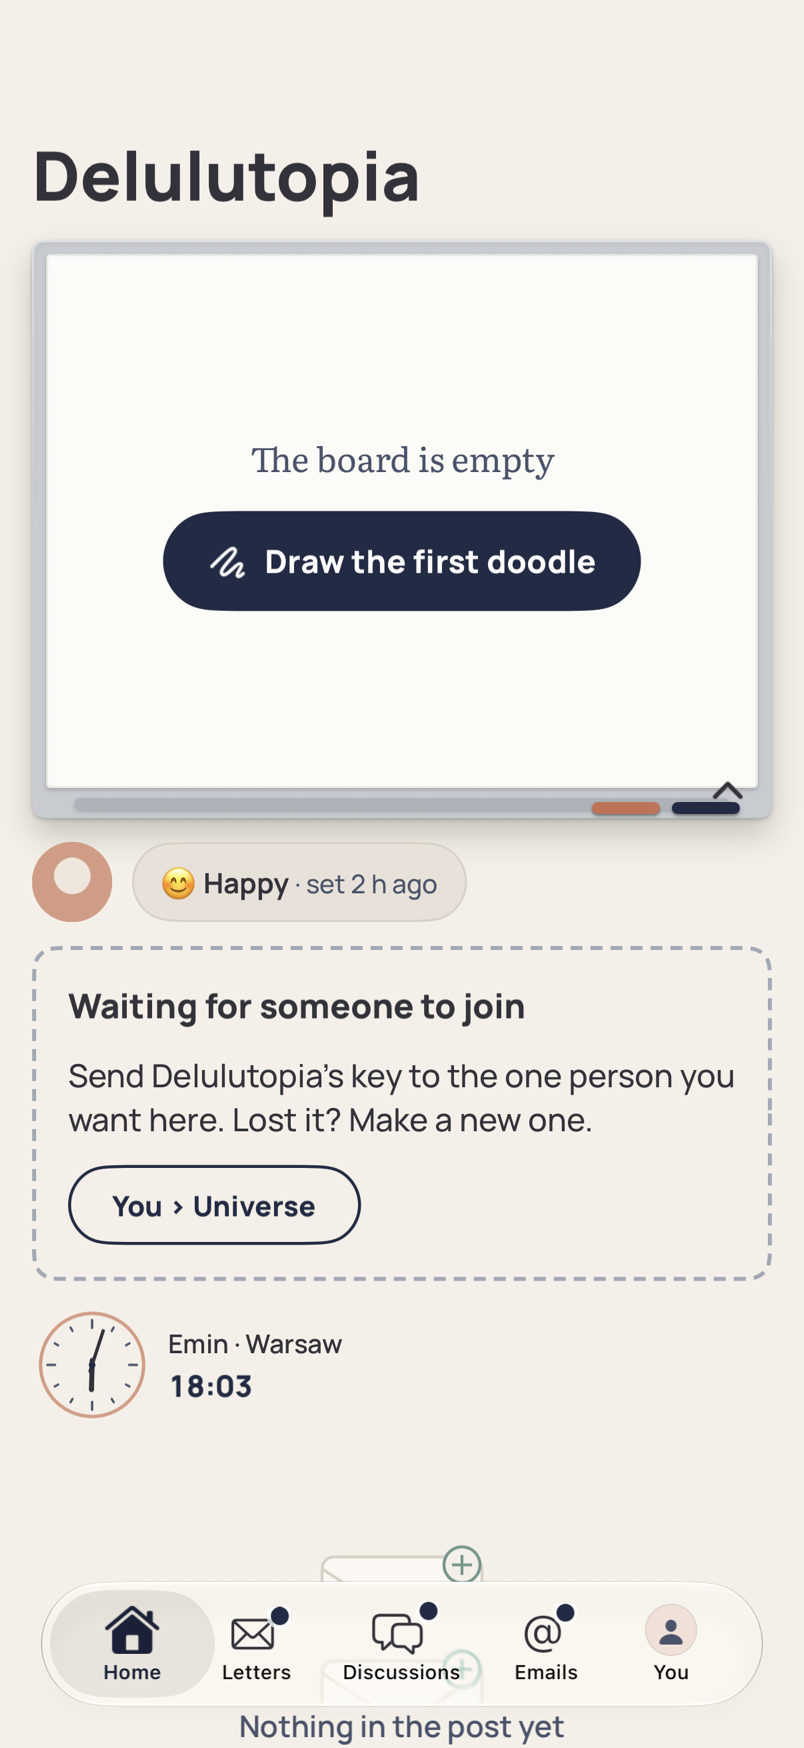 Delulutopia
The board is empty
Draw the first doodle
😊 Happy · set 2 h ago
Waiting for someone to join
Send Delulutopia’s key to the one person you
want here. Lost it? Make a new one.
You › Universe
Emin · Warsaw
18:03
Home
Letters
Discussions
Emails
You
Nothing in the post yet